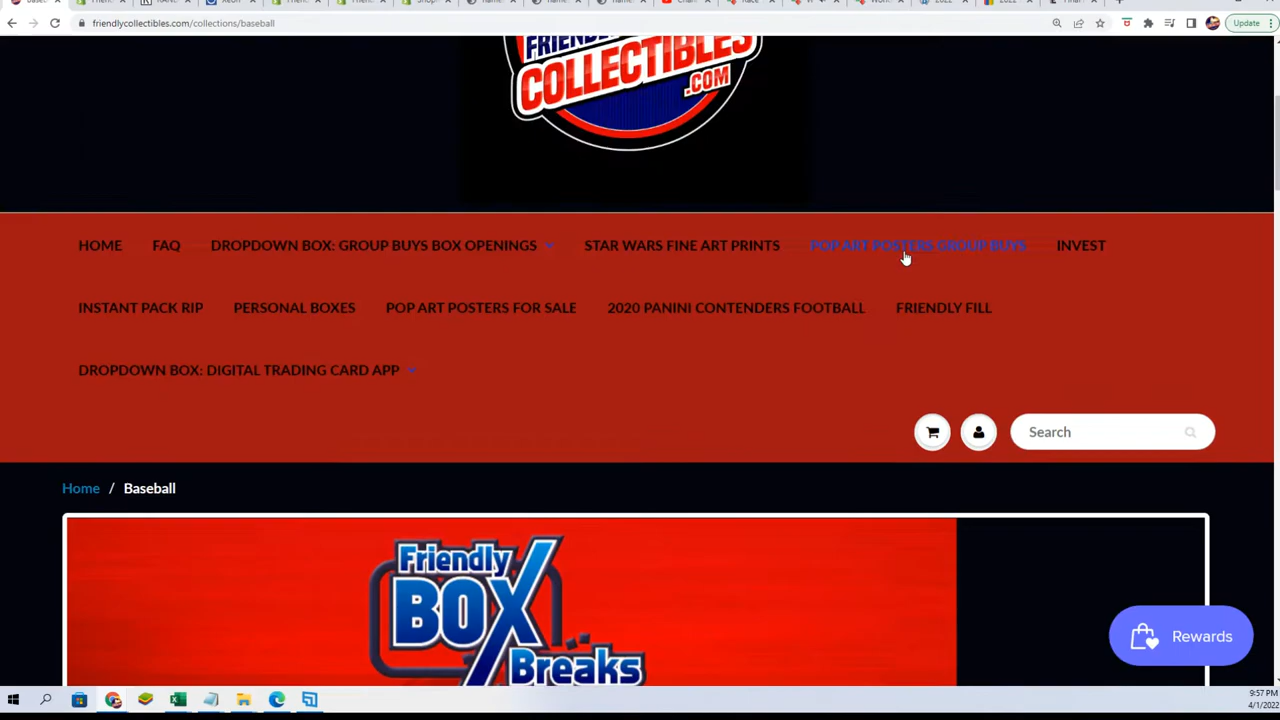 friendlycollectibles.com/collections/baseball
Update
FRIENDLY
COLLECTIBLES
.COM
HOME FAQ DROPDOWN BOX: GROUP BUYS BOX OPENINGS STAR WARS FINE ART PRINTS POP ART POSTERS GROUP BUYS INVEST
INSTANT PACK RIP PERSONAL BOXES POP ART POSTERS FOR SALE 2020 PANINI CONTENDERS FOOTBALL FRIENDLY FILL
DROPDOWN BOX: DIGITAL TRADING CARD APP
Search
Home / Baseball
Friendly
BOX
Breaks
Rewards
9:57 PM
4/1/2022